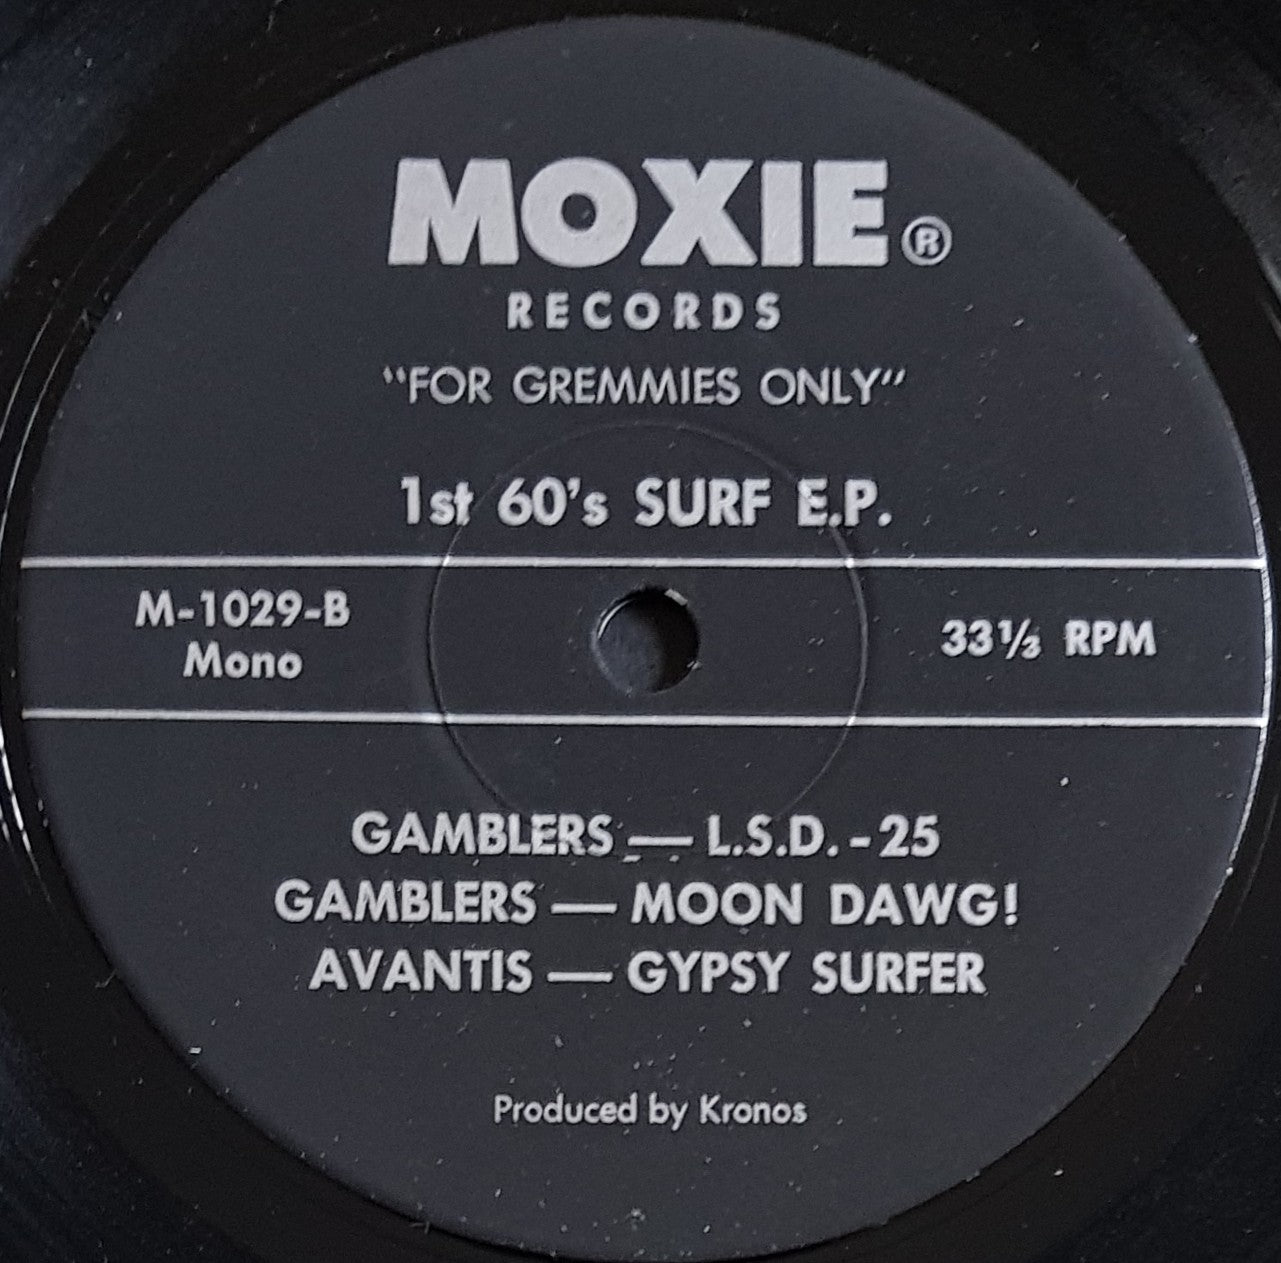 MOXIE®
RECORDS
"FOR GREMMIES ONLY"
1st 60's SURF E.P.
M-1029-B
Mono
33⅓ RPM
GAMBLERS — L.S.D. - 25
GAMBLERS — MOON DAWG!
AVANTIS — GYPSY SURFER
Produced by Kronos